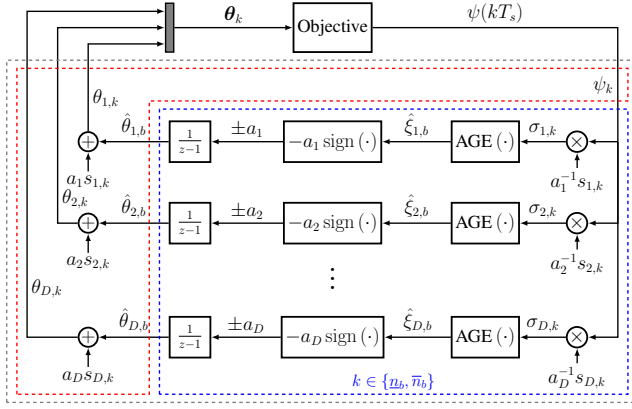 θ_k Objective ψ(kT_s)
ψ_k
θ_{1,k} θ̂_{1,b} 1/(z−1) ±a_1 −a_1 sign(·) ξ̂_{1,b} AGE(·) σ_{1,k} ×
+
a_1 s_{1,k} a_1^{-1} s_{1,k}
θ_{2,k} θ̂_{2,b} 1/(z−1) ±a_2 −a_2 sign(·) ξ̂_{2,b} AGE(·) σ_{2,k} ×
+
a_2 s_{2,k} a_2^{-1} s_{2,k}
⋮
θ_{D,k} θ̂_{D,b} 1/(z−1) ±a_D −a_D sign(·) ξ̂_{D,b} AGE(·) σ_{D,k} ×
+
a_D s_{D,k} a_D^{-1} s_{D,k}
k ∈ {n̲_b, n̅_b}